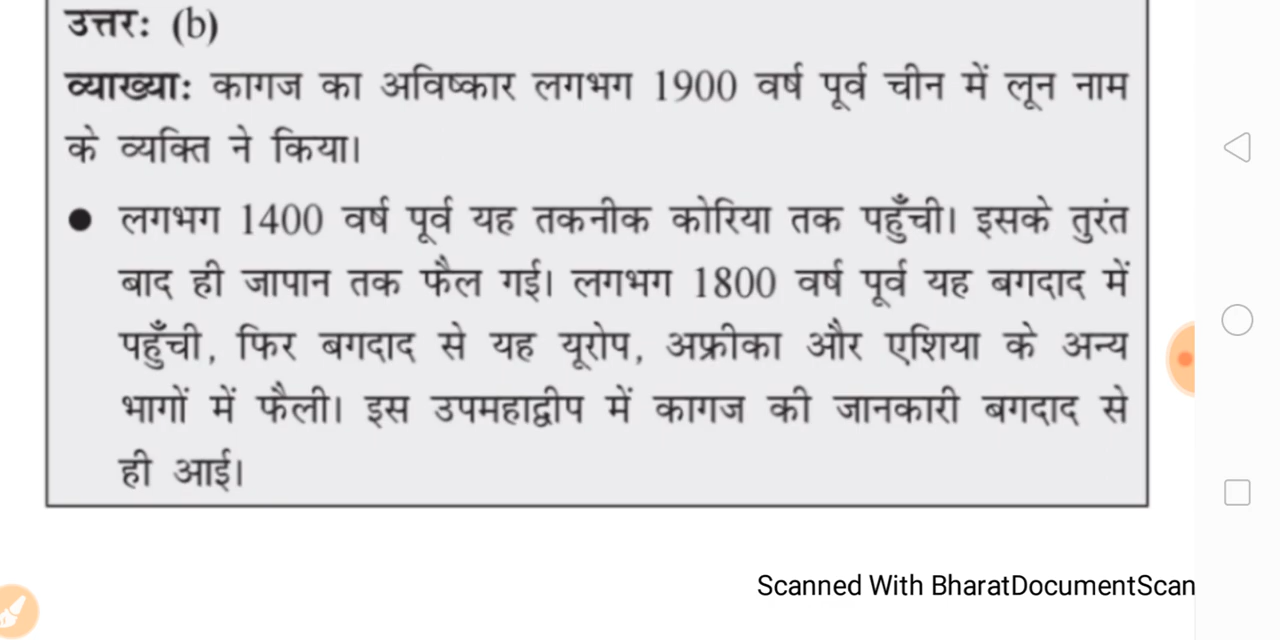 उत्तर: (b)
व्याख्या: कागज का अविष्कार लगभग 1900 वर्ष पूर्व चीन में लून नाम
के व्यक्ति ने किया।
● लगभग 1400 वर्ष पूर्व यह तकनीक कोरिया तक पहुँची। इसके तुरंत
बाद ही जापान तक फैल गई। लगभग 1800 वर्ष पूर्व यह बगदाद में
पहुँची, फिर बगदाद से यह यूरोप, अफ्रीका और एशिया के अन्य
भागों में फैली। इस उपमहाद्वीप में कागज की जानकारी बगदाद से
ही आई।
Scanned With BharatDocumentScan